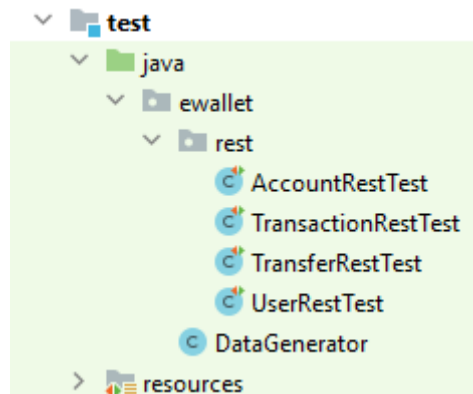 test
java
ewallet
rest
AccountRestTest
TransactionRestTest
TransferRestTest
UserRestTest
DataGenerator
resources